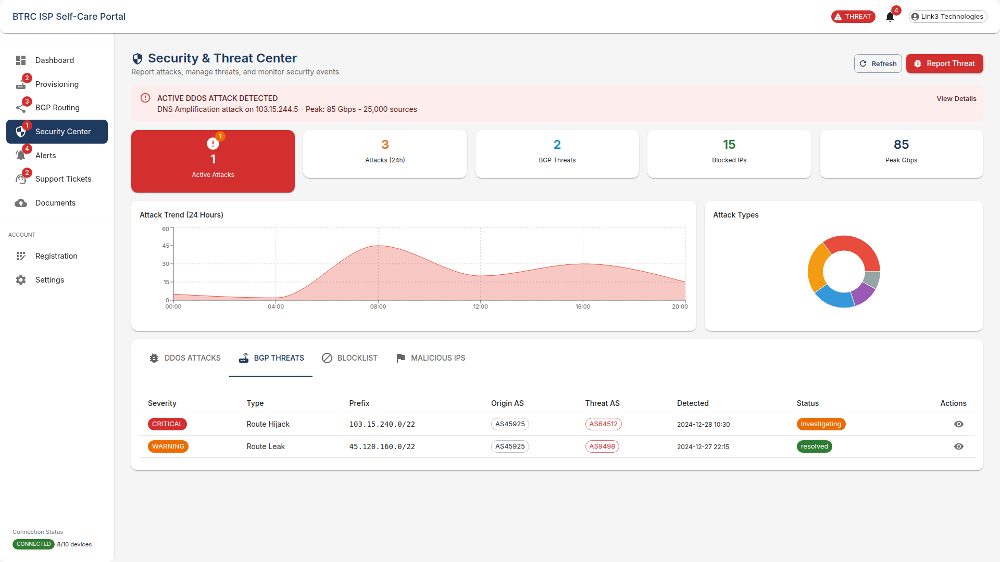 BTRC ISP Self-Care Portal
THREAT
4
Link3 Technologies
Dashboard
2
Provisioning
3
BGP Routing
1
Security Center
4
Alerts
2
Support Tickets
Documents
ACCOUNT
Registration
Settings
Connection Status
CONNECTED 8/10 devices
Security & Threat Center
Report attacks, manage threats, and monitor security events
Refresh
Report Threat
ACTIVE DDOS ATTACK DETECTED
DNS Amplification attack on 103.15.244.5 - Peak: 85 Gbps - 25,000 sources
View Details
1
1
Active Attacks
3
Attacks (24h)
2
BGP Threats
15
Blocked IPs
85
Peak Gbps
Attack Trend (24 Hours)
60
45
30
15
0
00:00 04:00 08:00 12:00 16:00 20:00
Attack Types
DDOS ATTACKS BGP THREATS BLOCKLIST MALICIOUS IPS
Severity Type Prefix Origin AS Threat AS Detected Status Actions
CRITICAL Route Hijack 103.15.240.0/22 AS45925 AS64512 2024-12-28 10:30 investigating
WARNING Route Leak 45.120.160.0/22 AS45925 AS9498 2024-12-27 22:15 resolved